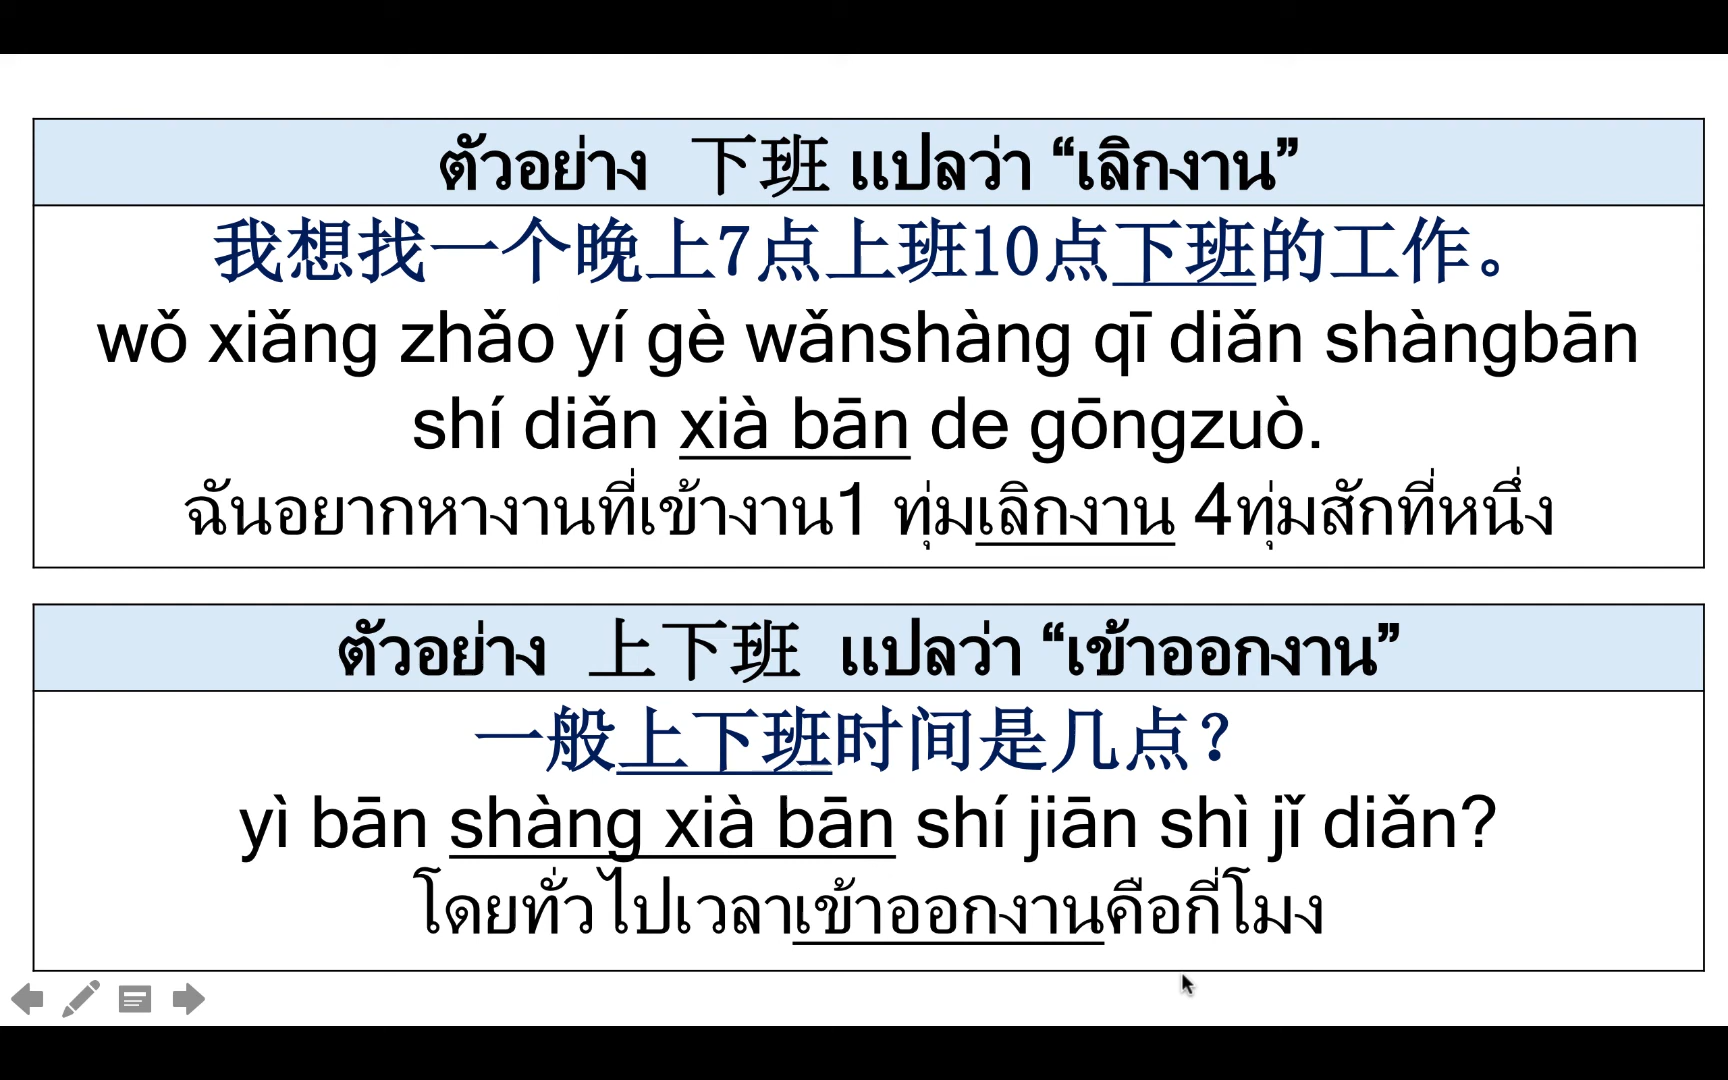 ตัวอย่าง 下班 แปลว่า “เลิกงาน”
我想找一个晚上7点上班10点下班的工作。
wǒ xiǎng zhǎo yí gè wǎnshàng qī diǎn shàngbān
shí diǎn xià bān de gōngzuò.
ฉันอยากหางานที่เข้างาน1 ทุ่มเลิกงาน 4ทุ่มสักที่หนึ่ง
ตัวอย่าง 上下班 แปลว่า “เข้าออกงาน”
一般上下班时间是几点？
yì bān shàng xià bān shí jiān shì jǐ diǎn?
โดยทั่วไปเวลาเข้าออกงานคือกี่โมง